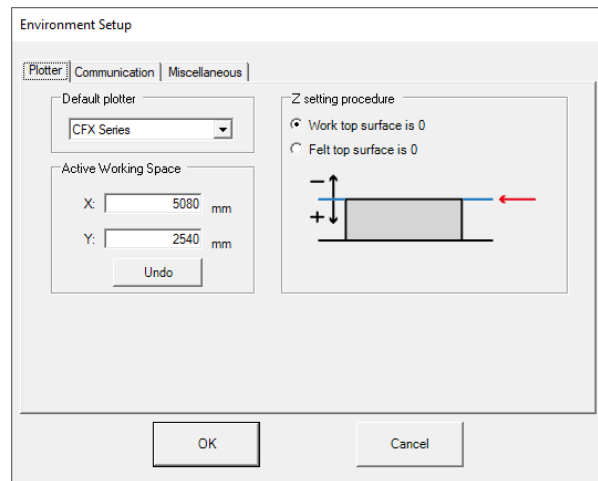 Environment Setup
Plotter Communication Miscellaneous
Default plotter
CFX Series
Active Working Space
X: 5080 mm
Y: 2540 mm
Undo
Z setting procedure
Work top surface is 0
Felt top surface is 0
−
+
OK Cancel